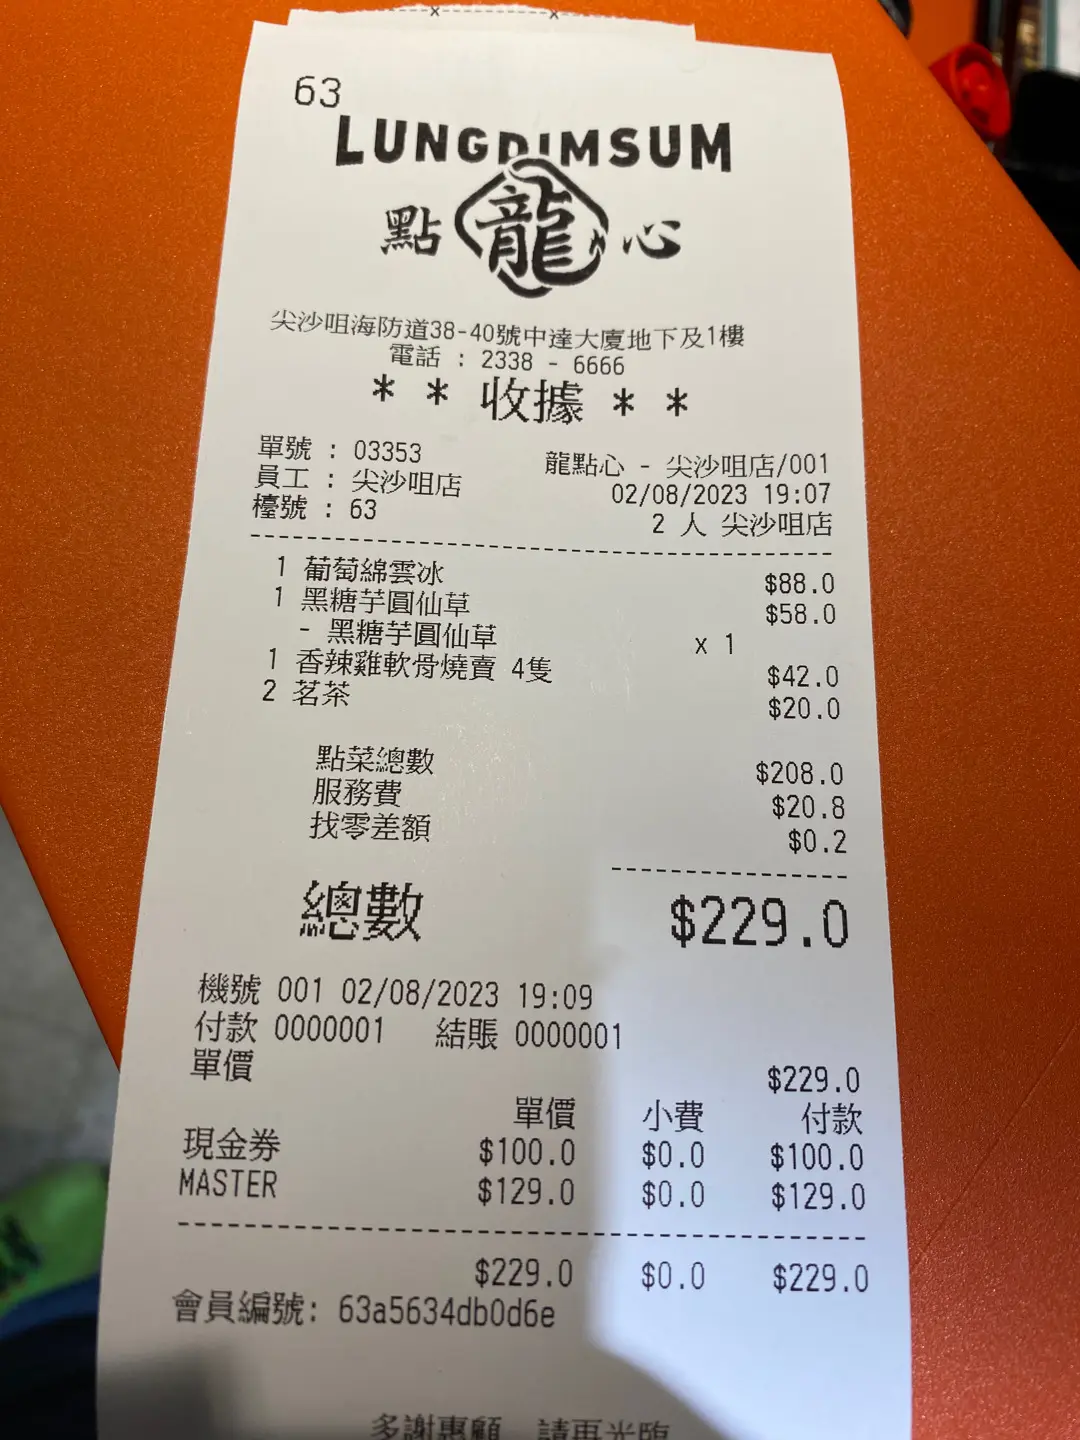 63
LUNGDIMSUM
點 龍 心
尖沙咀海防道38-40號中達大廈地下及1樓
電話 : 2338 - 6666
* * 收據 * *
單號 : 03353 龍點心 - 尖沙咀店/001
員工 : 尖沙咀店 02/08/2023 19:07
檯號 : 63 2 人 尖沙咀店
1 葡萄綿雲冰 $88.0
1 黑糖芋圓仙草 $58.0
- 黑糖芋圓仙草 x 1
1 香辣雞軟骨燒賣 4隻 $42.0
2 茗茶 $20.0
點菜總數 $208.0
服務費 $20.8
找零差額 $0.2
總數 $229.0
機號 001 02/08/2023 19:09
付款 0000001 結賬 0000001
單價 $229.0
單價 小費 付款
現金券 $100.0 $0.0 $100.0
MASTER $129.0 $0.0 $129.0
$229.0 $0.0 $229.0
會員編號: 63a5634db0d6e
多謝惠顧 請再光臨